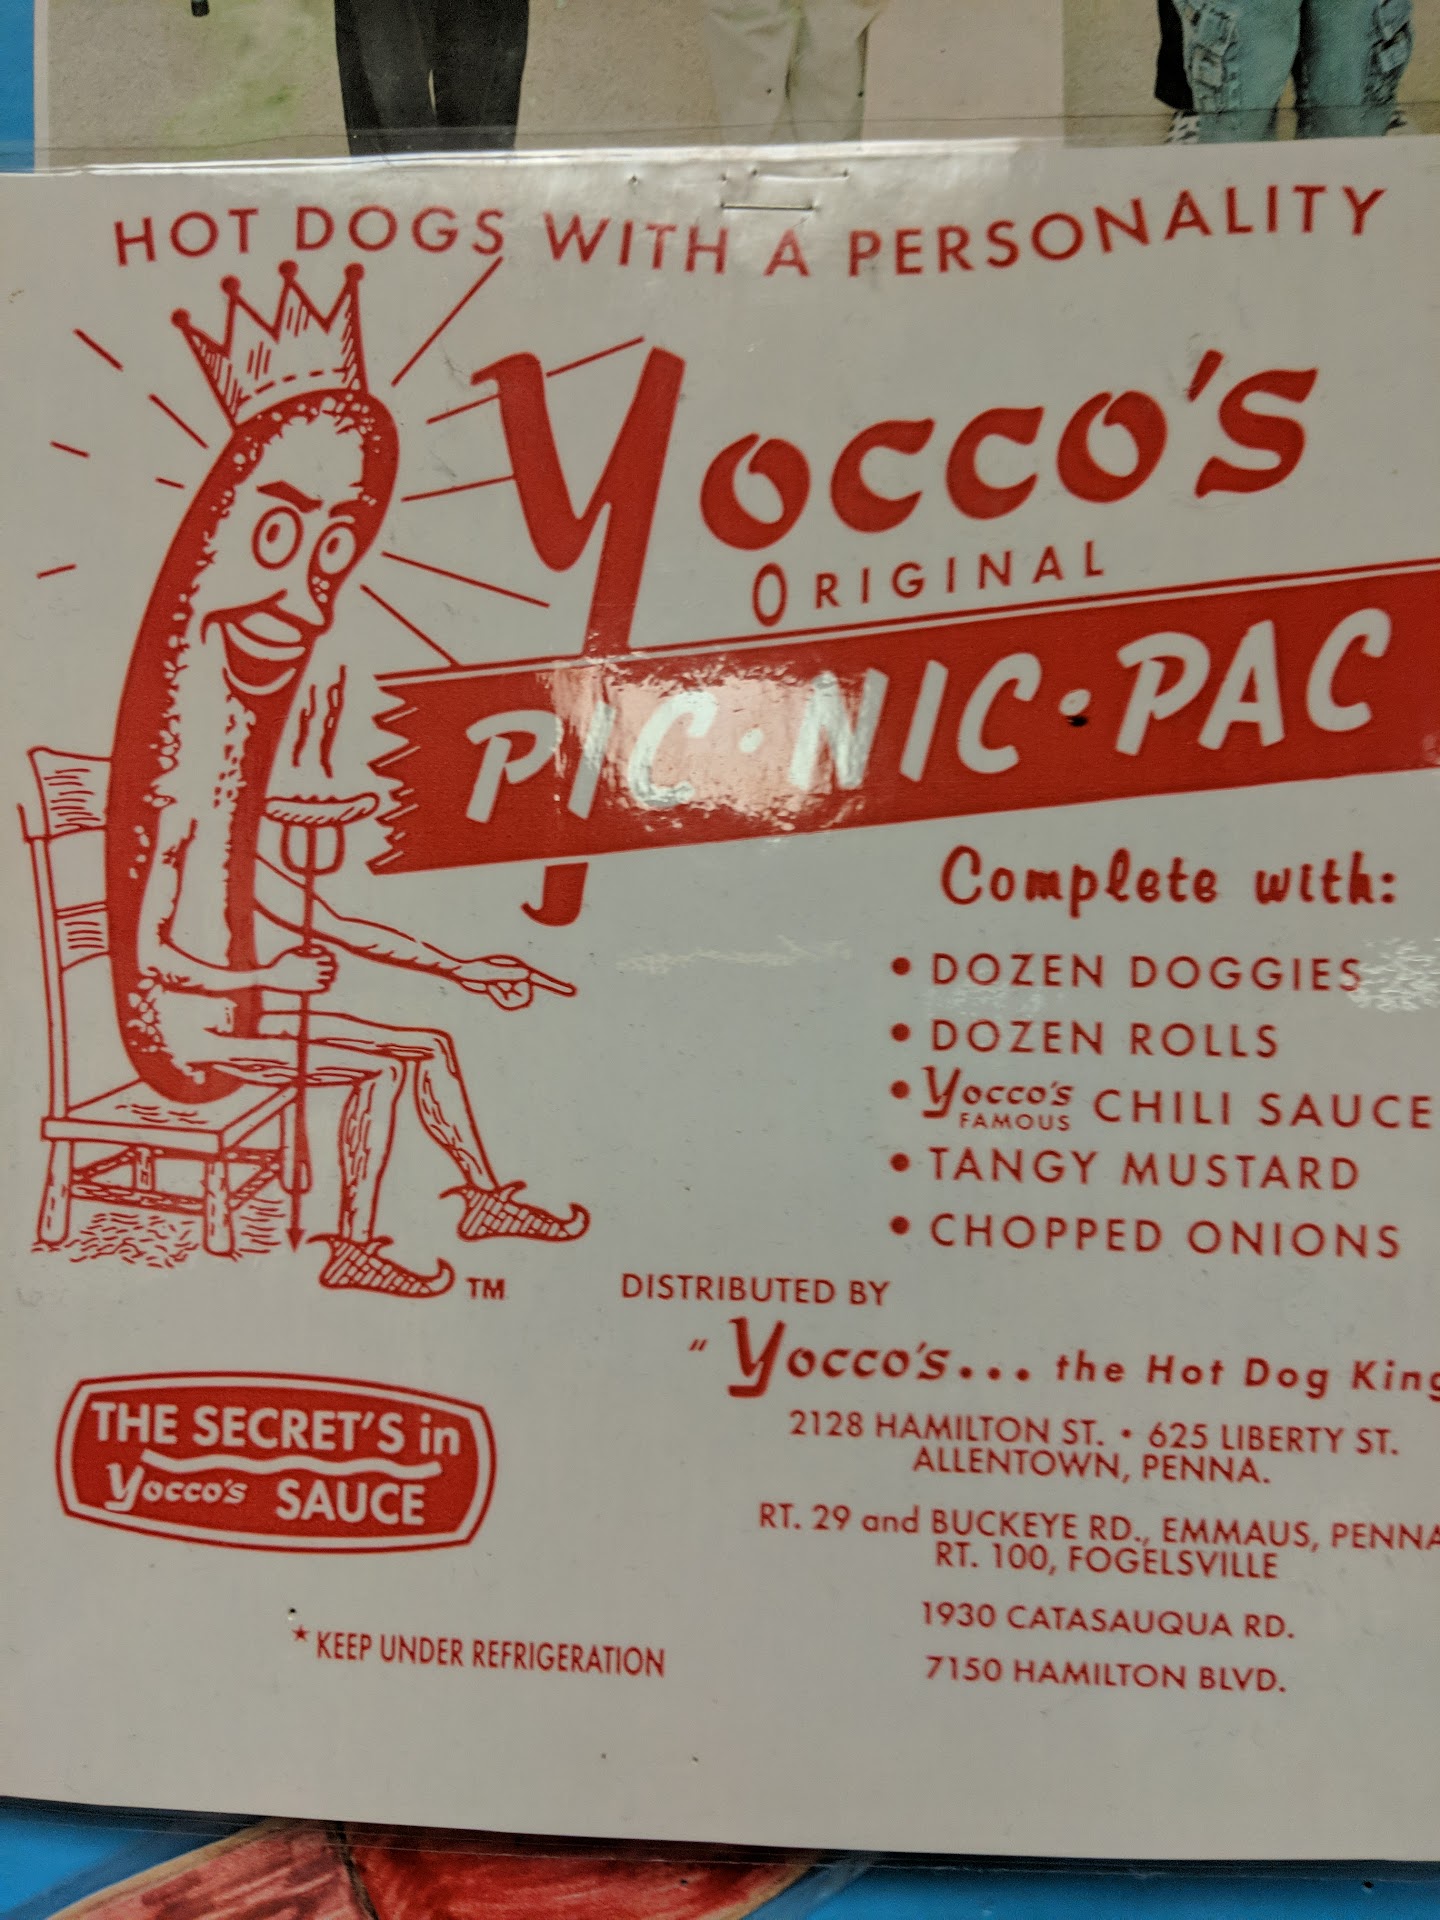 HOT DOGS WITH A PERSONALITY
Yocco's
ORIGINAL
PIC·NIC·PAC
Complete with:
• DOZEN DOGGIES
• DOZEN ROLLS
• Yocco's FAMOUS CHILI SAUCE
• TANGY MUSTARD
• CHOPPED ONIONS
TM
DISTRIBUTED BY
"Yocco's... the Hot Dog King
2128 HAMILTON ST. • 625 LIBERTY ST.
ALLENTOWN, PENNA.
RT. 29 and BUCKEYE RD., EMMAUS, PENNA
RT. 100, FOGELSVILLE
1930 CATASAUQUA RD.
7150 HAMILTON BLVD.
THE SECRET'S in
Yocco's SAUCE
* KEEP UNDER REFRIGERATION